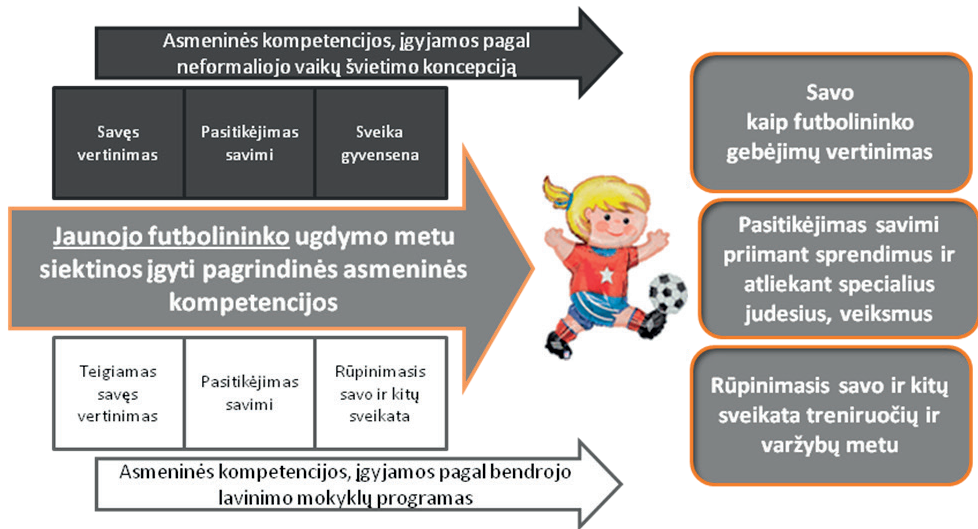 Asmeninės kompetencijos, įgyjamos pagal
neformaliojo vaikų švietimo koncepciją
Savęs
vertinimas
Pasitikėjimas
savimi
Sveika
gyvensena
Jaunojo futbolininko ugdymo metu
siektinos įgyti pagrindinės asmeninės
kompetencijos
Teigiamas
savęs
vertinimas
Pasitikėjimas
savimi
Rūpinimasis
savo ir kitų
sveikata
Asmeninės kompetencijos, įgyjamos pagal bendrojo
lavinimo mokyklų programas
Savo
kaip futbolininko
gebėjimų vertinimas
Pasitikėjimas savimi
priimant sprendimus ir
atliekant specialius
judesius, veiksmus
Rūpinimasis savo ir kitų
sveikata treniruočių ir
varžybų metu